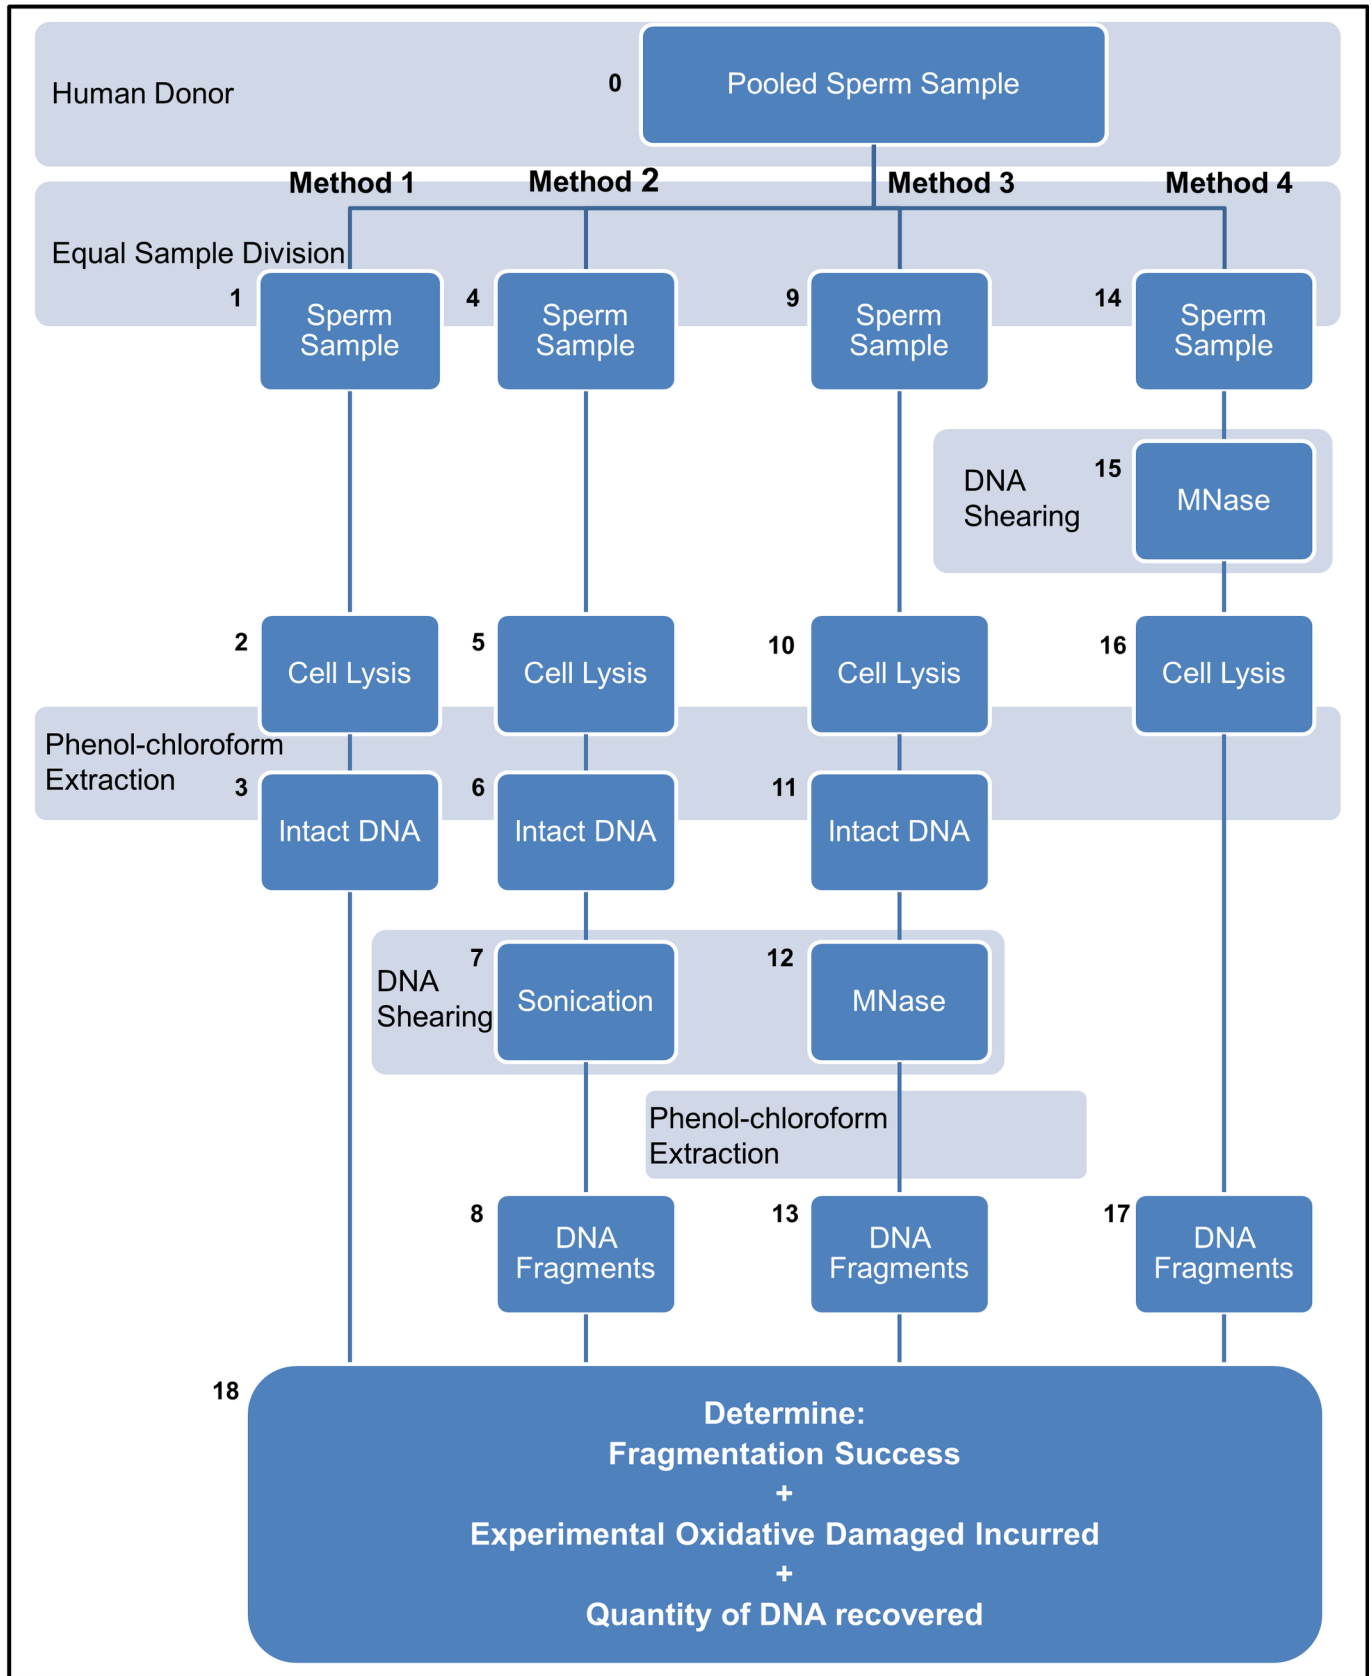 Human Donor
0
Pooled Sperm Sample
Method 1
Method 2
Method 3
Method 4
Equal Sample Division
1
Sperm
Sample
4
Sperm
Sample
9
Sperm
Sample
14
Sperm
Sample
DNA
Shearing
15
MNase
2
Cell Lysis
5
Cell Lysis
10
Cell Lysis
16
Cell Lysis
Phenol-chloroform
Extraction
3
Intact DNA
6
Intact DNA
11
Intact DNA
DNA
Shearing
7
Sonication
12
MNase
Phenol-chloroform
Extraction
8
DNA
Fragments
13
DNA
Fragments
17
DNA
Fragments
18
Determine:
Fragmentation Success
+
Experimental Oxidative Damaged Incurred
+
Quantity of DNA recovered